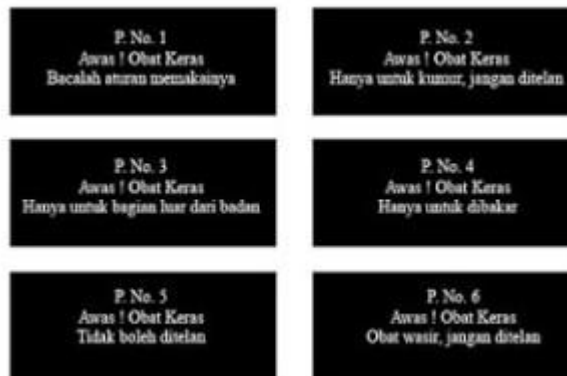 P. No. 1
Awas ! Obat Keras
Bacalah aturan memakainya
P. No. 2
Awas ! Obat Keras
Hanya untuk kumur, jangan ditelan
P. No. 3
Awas ! Obat Keras
Hanya untuk bagian luar dari badan
P. No. 4
Awas ! Obat Keras
Hanya untuk dibakar
P. No. 5
Awas ! Obat Keras
Tidak boleh ditelan
P. No. 6
Awas ! Obat Keras
Obat wasir, jangan ditelan